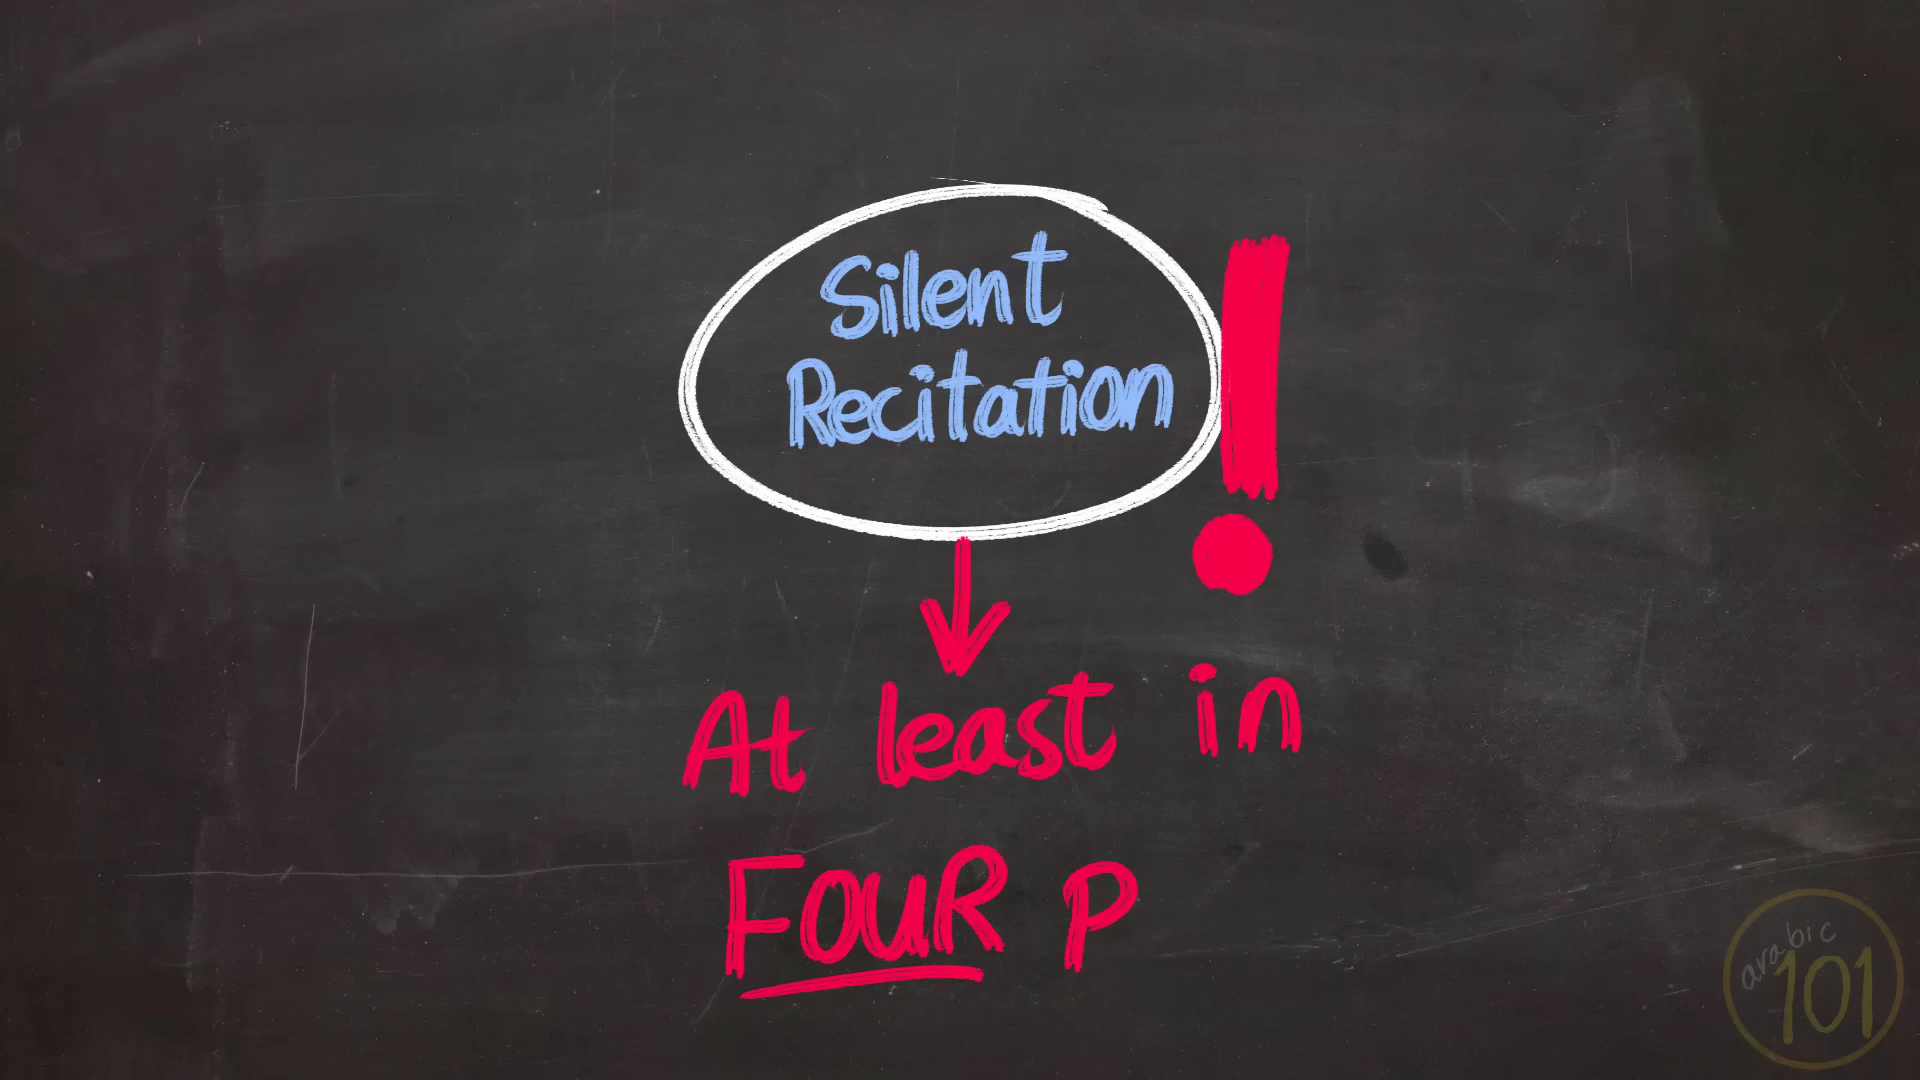 Silent
Recitation
!
At least in
FOUR P
arabic
101